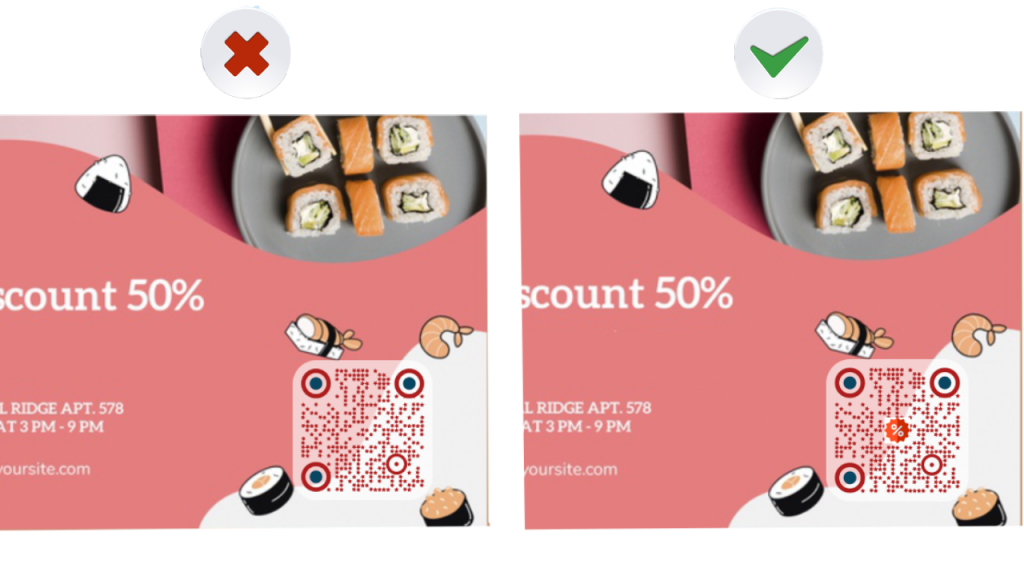 scount 50%
L RIDGE APT. 578
AT 3 PM - 9 PM
yoursite.com
scount 50%
%
L RIDGE APT. 578
AT 3 PM - 9 PM
yoursite.com